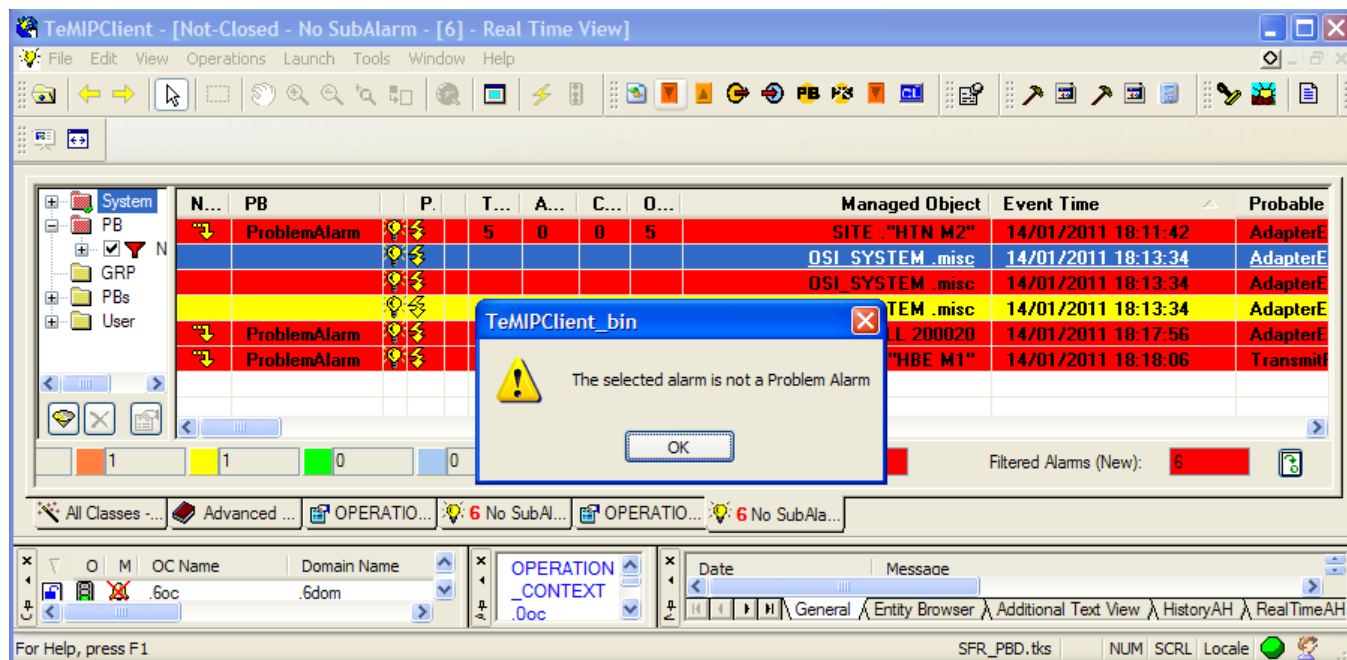 TeMIPClient - [Not-Closed - No SubAlarm - [6] - Real Time View]
File Edit View Operations Launch Tools Window Help
PB CL
System
PB
N
GRP
PBs
User
N... PB P. T... A... C... O... Managed Object Event Time Probable
ProblemAlarm 5 0 0 5 SITE ."HTN M2" 14/01/2011 18:11:42 AdapterE
OSI_SYSTEM .misc 14/01/2011 18:13:34 AdapterE
OSI_SYSTEM .misc 14/01/2011 18:13:34 AdapterE
TEM .misc 14/01/2011 18:13:34 AdapterE
ProblemAlarm LL 200020 14/01/2011 18:17:56 AdapterE
ProblemAlarm "HBE M1" 14/01/2011 18:18:06 Transmit
TeMIPClient_bin
The selected alarm is not a Problem Alarm
OK
1 1 0 0 Filtered Alarms (New): 6
All Classes -... Advanced ... OPERATIO... 6 No SubAl... OPERATIO... 6 No SubAla...
O M OC Name Domain Name
.6oc .6dom
OPERATION
_CONTEXT
.0oc
Date Message
General Entity Browser Additional Text View HistoryAH RealTimeAH
For Help, press F1 SFR_PBD.tks NUM SCRL Locale